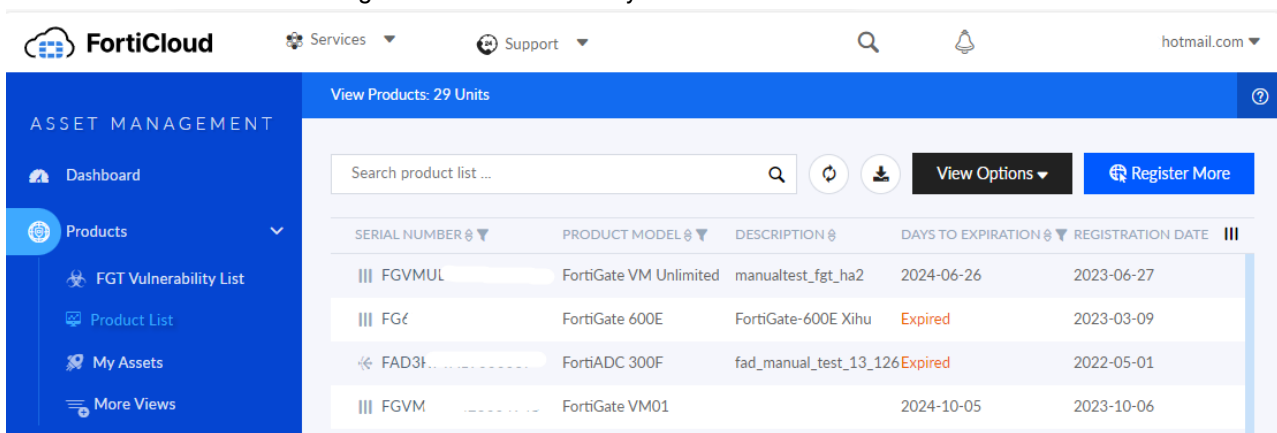 FortiCloud
Services
Support
hotmail.com
View Products: 29 Units
ASSET MANAGEMENT
Dashboard
Products
FGT Vulnerability List
Product List
My Assets
More Views
Search product list ...
View Options
Register More
SERIAL NUMBER PRODUCT MODEL DESCRIPTION DAYS TO EXPIRATION REGISTRATION DATE
FGVMUL FortiGate VM Unlimited manualtest_fgt_ha2 2024-06-26 2023-06-27
FortiGate 600E FortiGate-600E Xihu Expired 2023-03-09
FortiADC 300F fad_manual_test_13_126 Expired 2022-05-01
FGVM FortiGate VM01 2024-10-05 2023-10-06